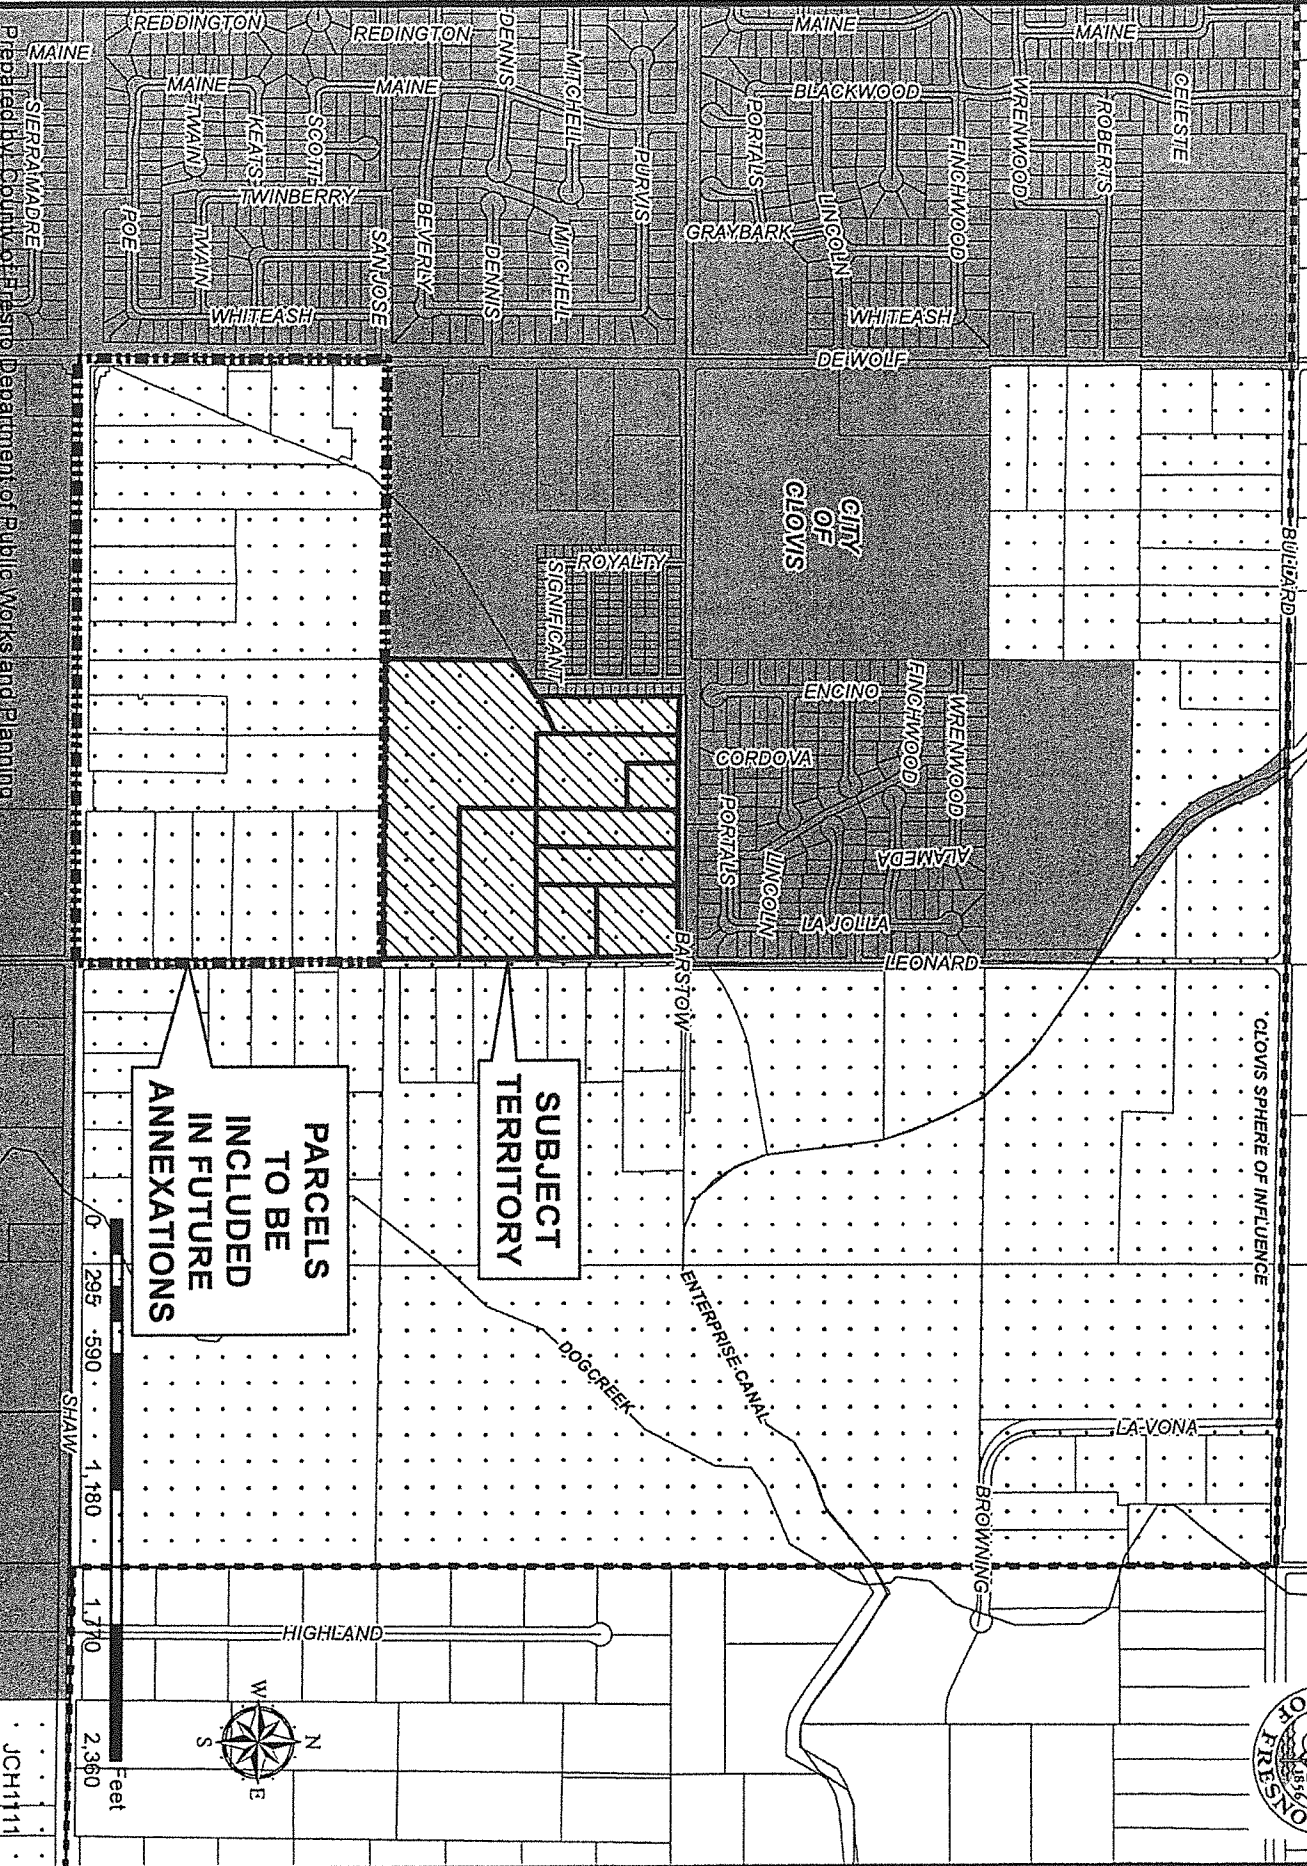 REDDINGTON
REDINGTON
DENNIS
MITCHELL
MAINE
MAINE
MAINE
MAINE
MAINE
SIERRA MADRE
TWAIN
KEATS
SCOTT
TWINBERRY
POE
TWAIN
WHITEASH
SAN JOSE
BEVERLY
DENNIS
MITCHELL
PURVIS
BLACKWOOD
PORTALS
LINCOLN
GRAYBARK
FINCHWOOD
WRENWOOD
ROBERTS
CELESTE
WHITEASH
DE WOLF
CITY
OF
CLOVIS
BULLARD
ROYALTY
SIGNIFICANT
ENCINO
FINCHWOOD
WRENWOOD
CORDOVA
PORTALS
LINCOLN
ALAMEDA
LA JOLLA
LEONARD
BARSTOW
CLOVIS SPHERE OF INFLUENCE
SUBJECT
TERRITORY
PARCELS
TO BE
INCLUDED
IN FUTURE
ANNEXATIONS
ENTERPRISE CANAL
DOGCREEK
LA VONA
BROWNING
HIGHLAND
SHAW
0 295 590 1,180 1,770 2,360
Feet
N
W
E
S
OF FRESNO
1856
Prepared by: County of Fresno Department of Public Works and Planning
JCH1111